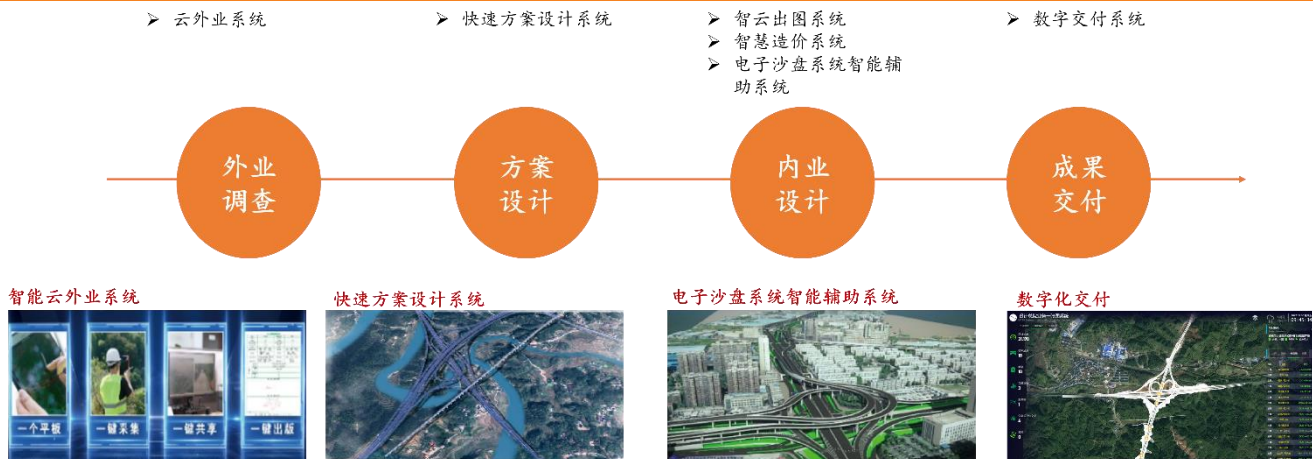 ➢ 云外业系统
➢ 快速方案设计系统
➢ 智云出图系统
➢ 智慧造价系统
➢ 电子沙盘系统智能辅
助系统
➢ 数字交付系统
外业
调查
方案
设计
内业
设计
成果
交付
智能云外业系统
快速方案设计系统
电子沙盘系统智能辅助系统
数字化交付
一个平板
一键采集
一键共享
一键出版